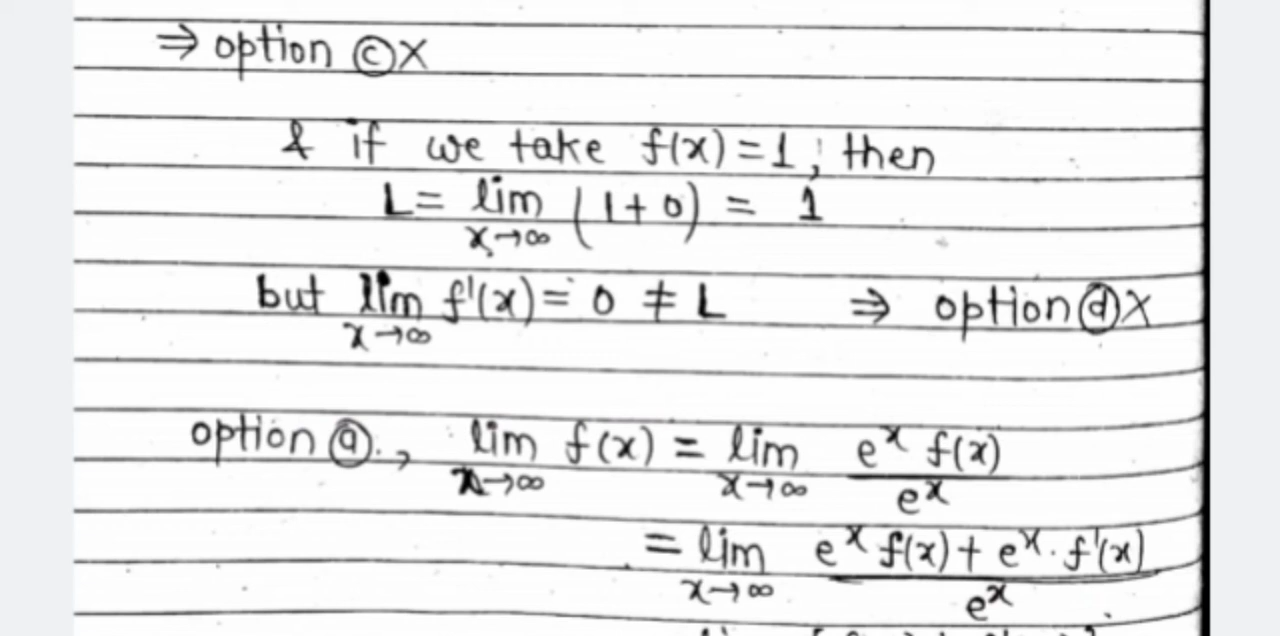 ⇒ option ⓒ X
& if we take f(x) = 1, then
L = lim x→∞ (1+0) = 1
but lim x→∞ f'(x) = 0 ≠ L ⇒ option ⓓ X
option ⓐ., lim x→∞ f(x) = lim x→∞ e^x f(x) / e^x
= lim x→∞ e^x f(x) + e^x · f'(x) / e^x